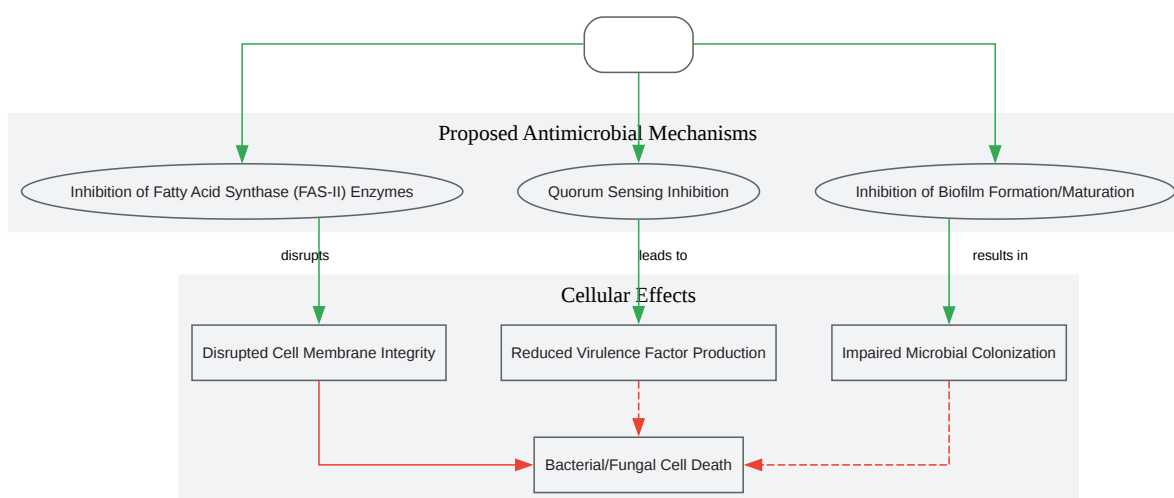 Proposed Antimicrobial Mechanisms
Inhibition of Fatty Acid Synthase (FAS-II) Enzymes
Quorum Sensing Inhibition
Inhibition of Biofilm Formation/Maturation
disrupts
leads to
results in
Cellular Effects
Disrupted Cell Membrane Integrity
Reduced Virulence Factor Production
Impaired Microbial Colonization
Bacterial/Fungal Cell Death